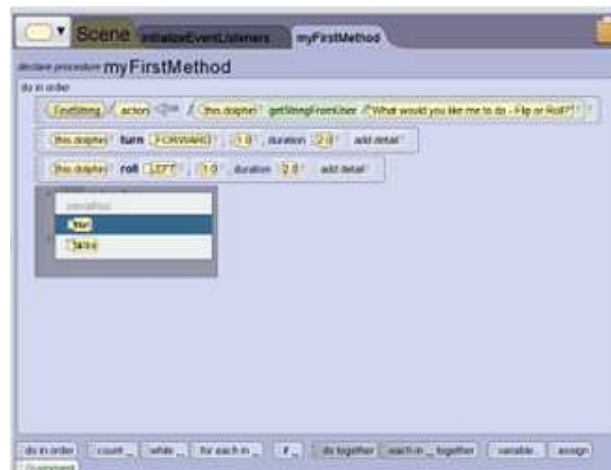 Scene initializeEventListeners myFirstMethod
declare procedure myFirstMethod
do in order
TextString action this dolphin getStringFromUser "What would you like me to do - Flip or Roll?"
this dolphin turn FORWARD , 1.0 , duration 2.0 add detail
this dolphin roll LEFT , 1.0 , duration 2.0 add detail
true
false
do in order count _ while _ for each in _ if _ do together each in _ together variable... assign
//comment